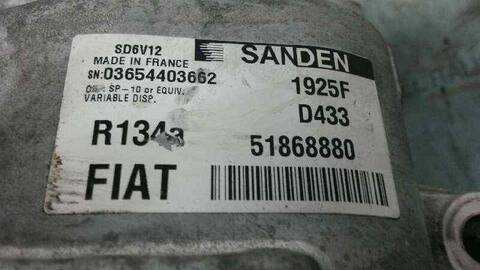 SD6V12
MADE IN FRANCE
SN:03654403662
OIL: SP-10 or EQUIV.
VARIABLE DISP.
R134a
FIAT
SANDEN
1925F
D433
51868880